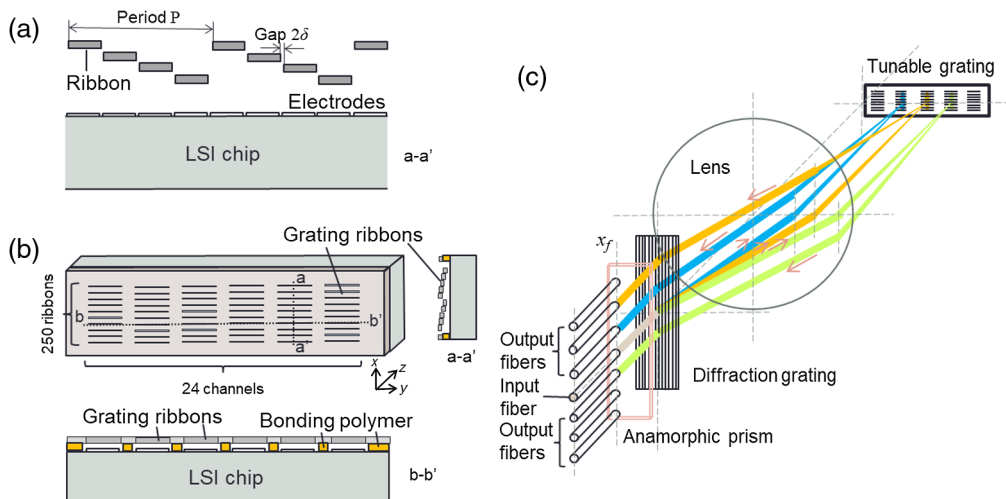 (a)
Period P
Gap 2δ
Ribbon
Electrodes
LSI chip
a-a’
(b)
Grating ribbons
250 ribbons
b
a
b’
a’
a-a’
24 channels
x
z
y
Grating ribbons
Bonding polymer
LSI chip
b-b’
(c)
Tunable grating
Lens
x_f
Output
fibers
Input
fiber
Output
fibers
Diffraction grating
Anamorphic prism